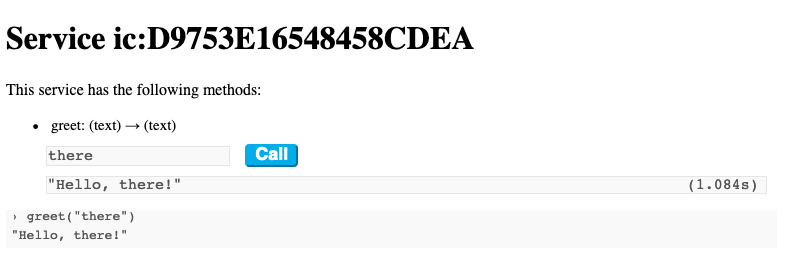 Service ic:D9753E16548458CDEA
This service has the following methods:
• greet: (text) → (text)
there Call
"Hello, there!" (1.084s)
› greet("there")
"Hello, there!"